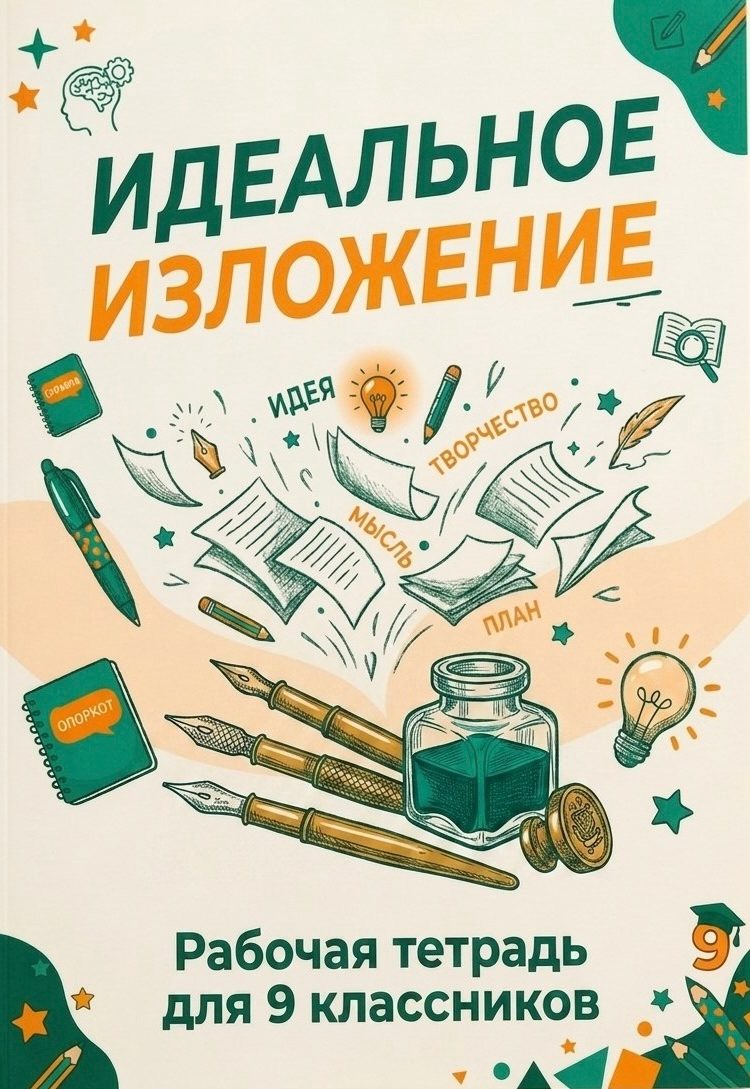 ИДЕАЛЬНОЕ
ИЗЛОЖЕНИЕ
ИДЕЯ
ТВОРЧЕСТВО
МЫСЛЬ
ПЛАН
ОПОРКОТ
9
Рабочая тетрадь
для 9 классников